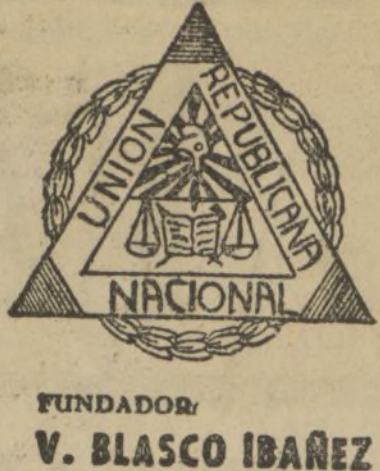 UNION
REPUBLICANA
NACIONAL
FUNDADOR:
V. BLASCO IBAÑEZ